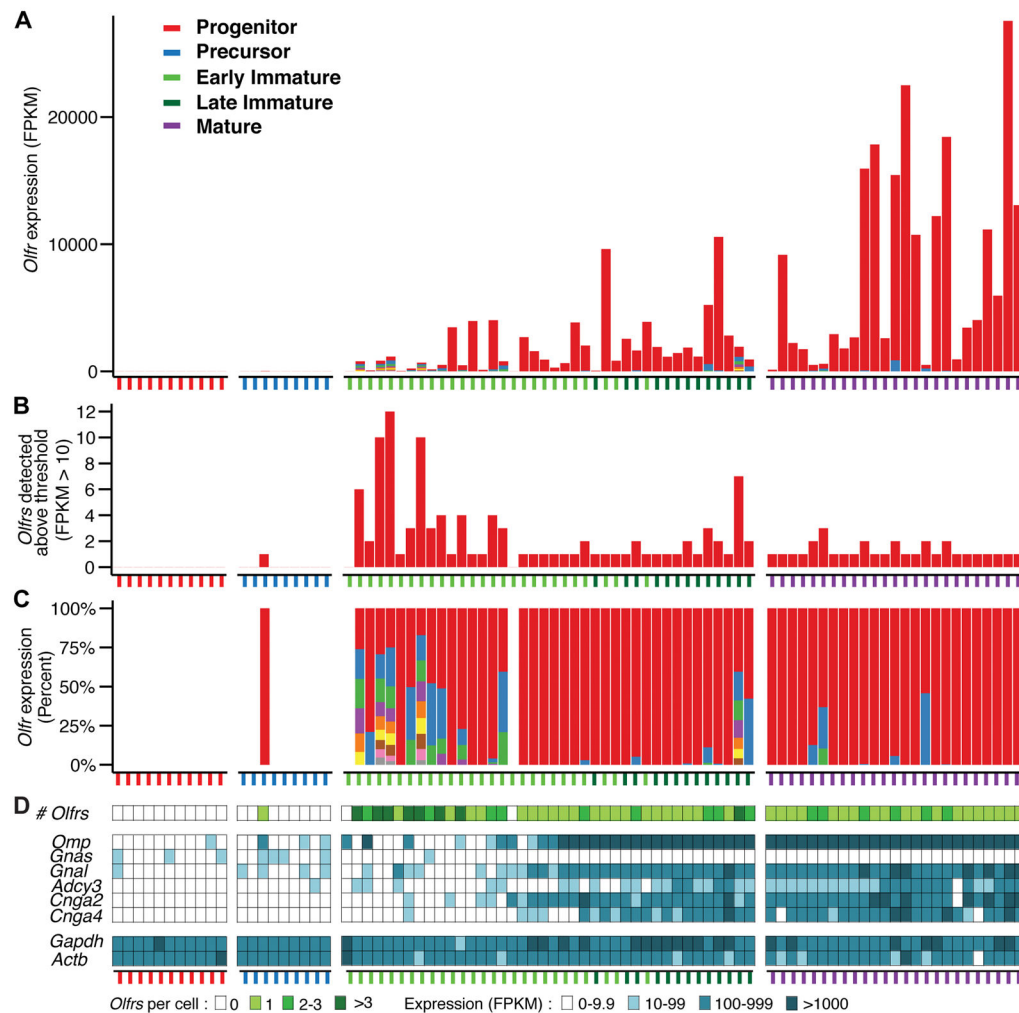 A
Progenitor
Precursor
Early Immature
Late Immature
Mature
Olfr expression (FPKM)
20000
10000
0
B
Olfrs detected
above threshold
(FPKM > 10)
12
10
8
6
4
2
0
C
Olfr expression
(Percent)
100%
75%
50%
25%
0%
D
# Olfrs
Omp
Gnas
Gnal
Adcy3
Cnga2
Cnga4
Gapdh
Actb
Olfrs per cell : 0 1 2-3 >3 Expression (FPKM) : 0-9.9 10-99 100-999 >1000